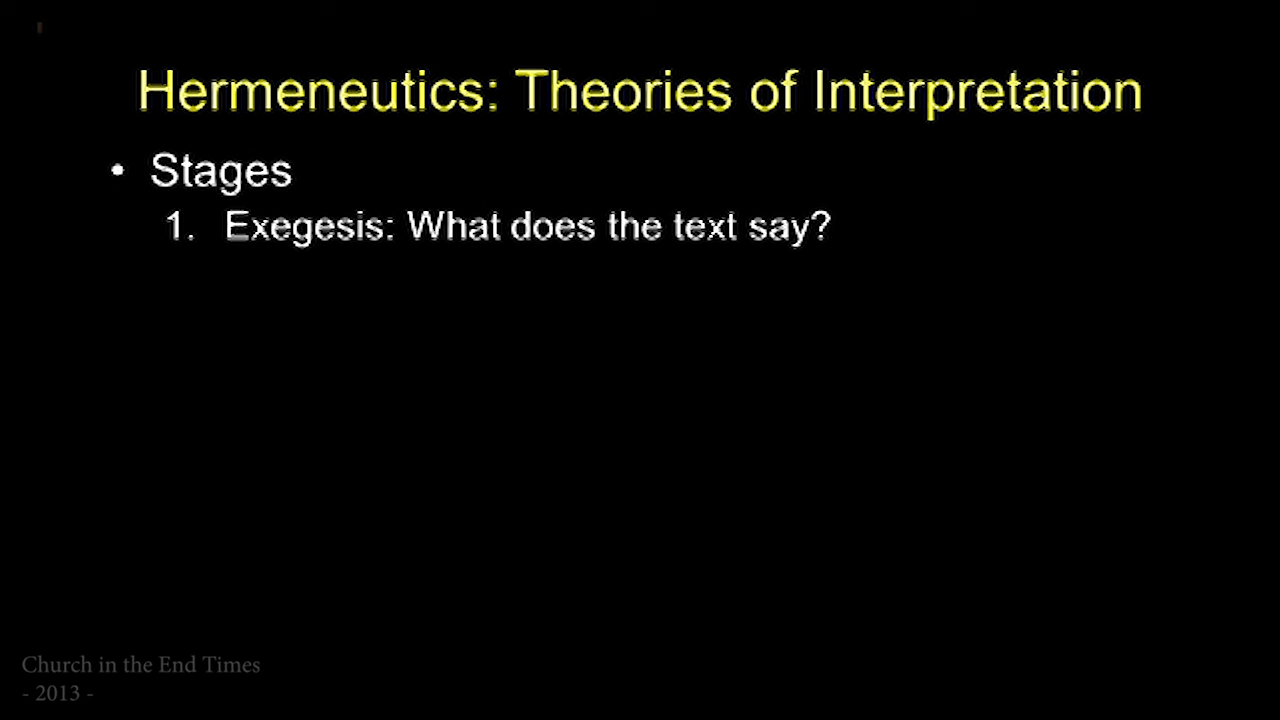 Hermeneutics: Theories of Interpretation
• Stages
1. Exegesis: What does the text say?
Church in the End Times
- 2013 -